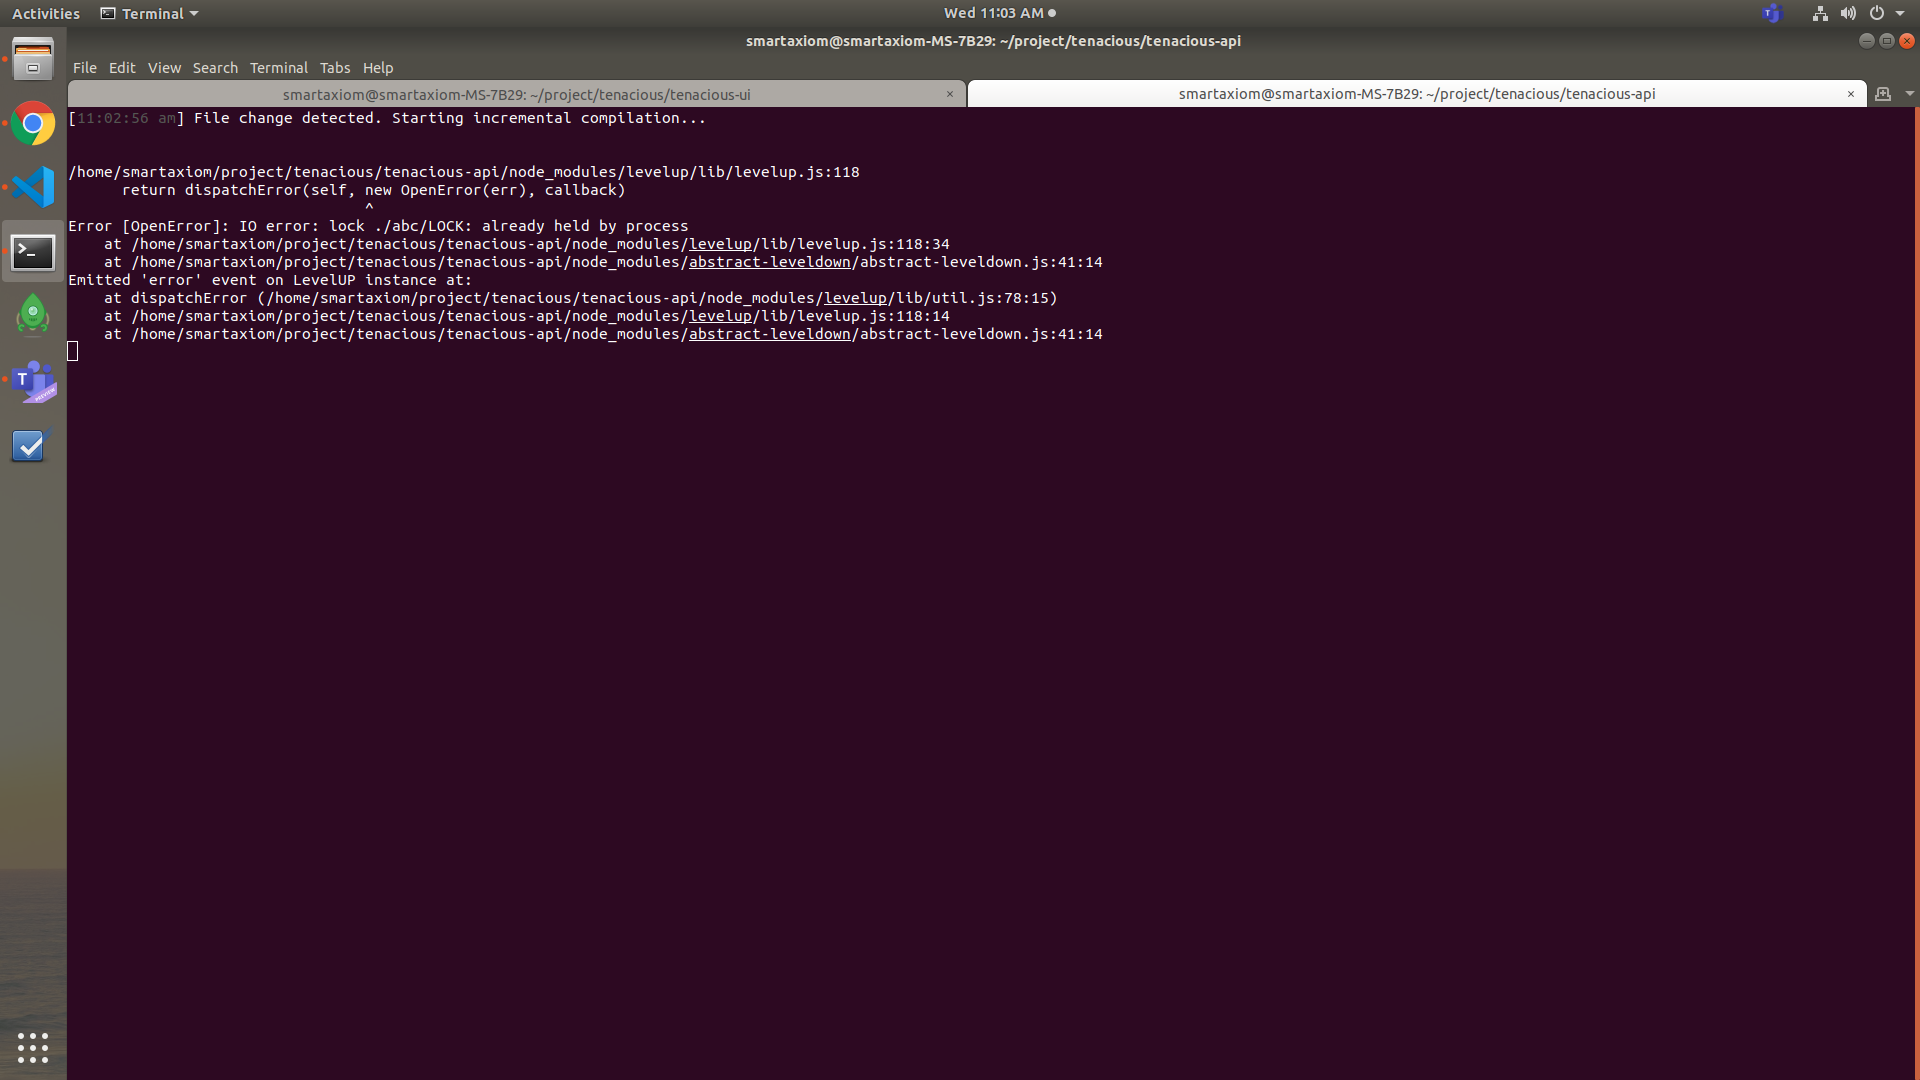 Activities Terminal Wed 11:03 AM
smartaxiom@smartaxiom-MS-7B29: ~/project/tenacious/tenacious-api
File Edit View Search Terminal Tabs Help
smartaxiom@smartaxiom-MS-7B29: ~/project/tenacious/tenacious-ui × smartaxiom@smartaxiom-MS-7B29: ~/project/tenacious/tenacious-api ×
[11:02:56 am] File change detected. Starting incremental compilation...
/home/smartaxiom/project/tenacious/tenacious-api/node_modules/levelup/lib/levelup.js:118
return dispatchError(self, new OpenError(err), callback)
^
Error [OpenError]: IO error: lock ./abc/LOCK: already held by process
at /home/smartaxiom/project/tenacious/tenacious-api/node_modules/levelup/lib/levelup.js:118:34
at /home/smartaxiom/project/tenacious/tenacious-api/node_modules/abstract-leveldown/abstract-leveldown.js:41:14
Emitted 'error' event on LevelUP instance at:
at dispatchError (/home/smartaxiom/project/tenacious/tenacious-api/node_modules/levelup/lib/util.js:78:15)
at /home/smartaxiom/project/tenacious/tenacious-api/node_modules/levelup/lib/levelup.js:118:14
at /home/smartaxiom/project/tenacious/tenacious-api/node_modules/abstract-leveldown/abstract-leveldown.js:41:14
T
PREVIEW